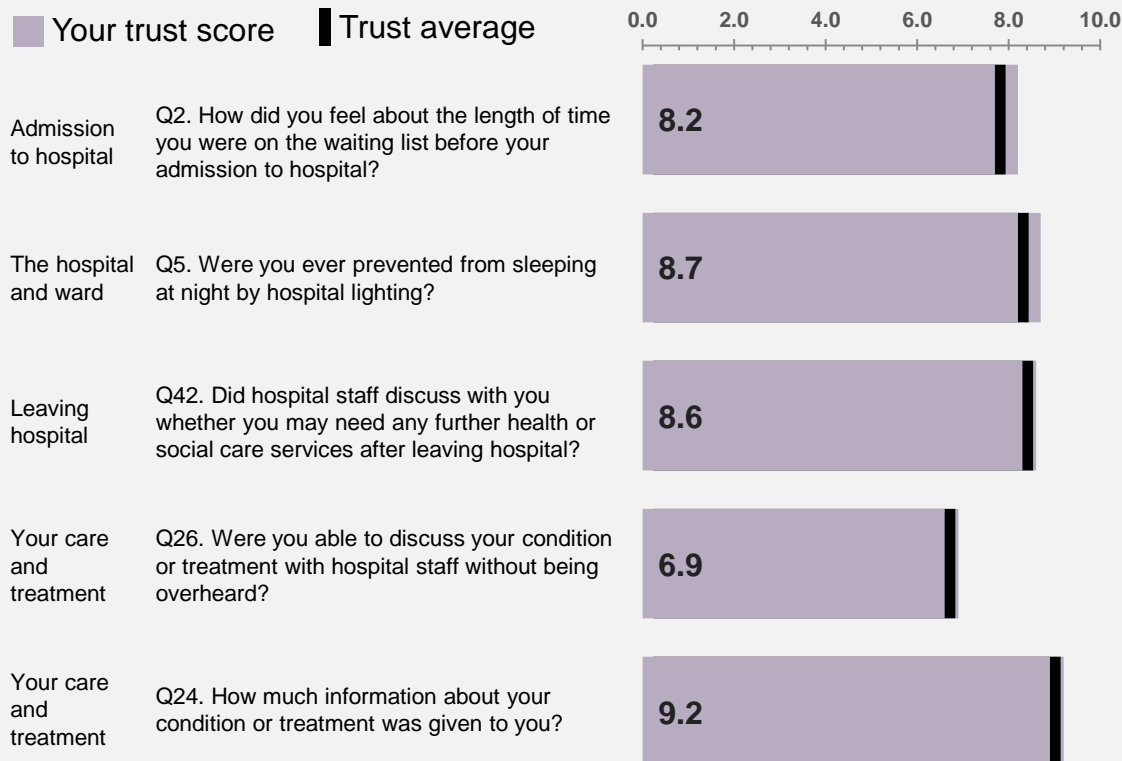 Your trust score
Trust average
0.0 2.0 4.0 6.0 8.0 10.0
Admission
to hospital
Q2. How did you feel about the length of time
you were on the waiting list before your
admission to hospital?
8.2
The hospital
and ward
Q5. Were you ever prevented from sleeping
at night by hospital lighting?
8.7
Leaving
hospital
Q42. Did hospital staff discuss with you
whether you may need any further health or
social care services after leaving hospital?
8.6
Your care
and
treatment
Q26. Were you able to discuss your condition
or treatment with hospital staff without being
overheard?
6.9
Your care
and
treatment
Q24. How much information about your
condition or treatment was given to you?
9.2